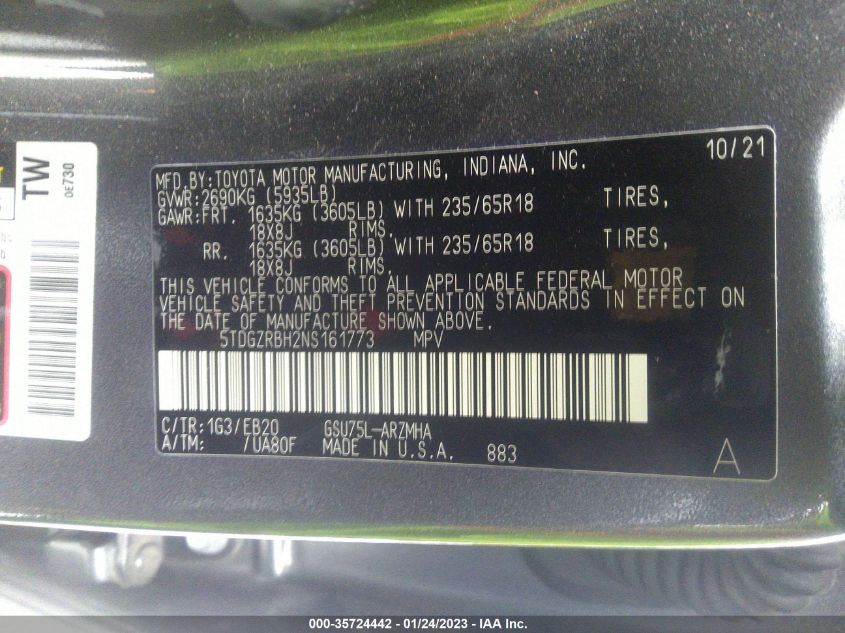 10/21
MFD.BY:TOYOTA MOTOR MANUFACTURING, INDIANA, INC.
GVWR:2690KG (5935LB)
GAWR:FRT. 1635KG (3605LB) WITH 235/65R18 TIRES,
18X8J RIMS.
RR. 1635KG (3605LB) WITH 235/65R18 TIRES,
18X8J RIMS.
THIS VEHICLE CONFORMS TO ALL APPLICABLE FEDERAL MOTOR
VEHICLE SAFETY AND THEFT PREVENTION STANDARDS IN EFFECT ON
THE DATE OF MANUFACTURE SHOWN ABOVE.
5TDGZRBH2NS161773 MPV
C/TR:1G3/EB20 GSU75L-ARZMHA
A/TM: /UA80F MADE IN U.S.A. 883 A
TW
0E730
000-35724442 / 01/24/2023 / IAA Inc.